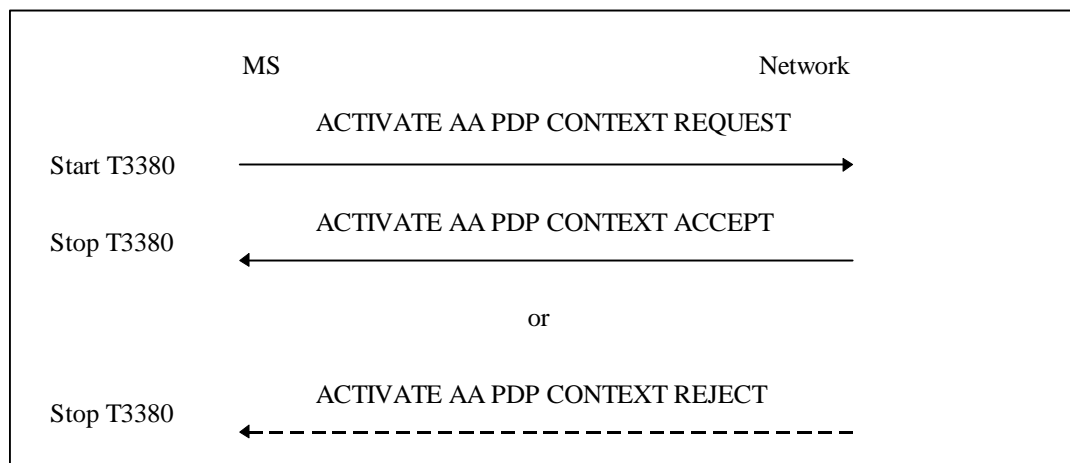 MS Network
ACTIVATE AA PDP CONTEXT REQUEST
Start T3380
ACTIVATE AA PDP CONTEXT ACCEPT
Stop T3380
or
ACTIVATE AA PDP CONTEXT REJECT
Stop T3380